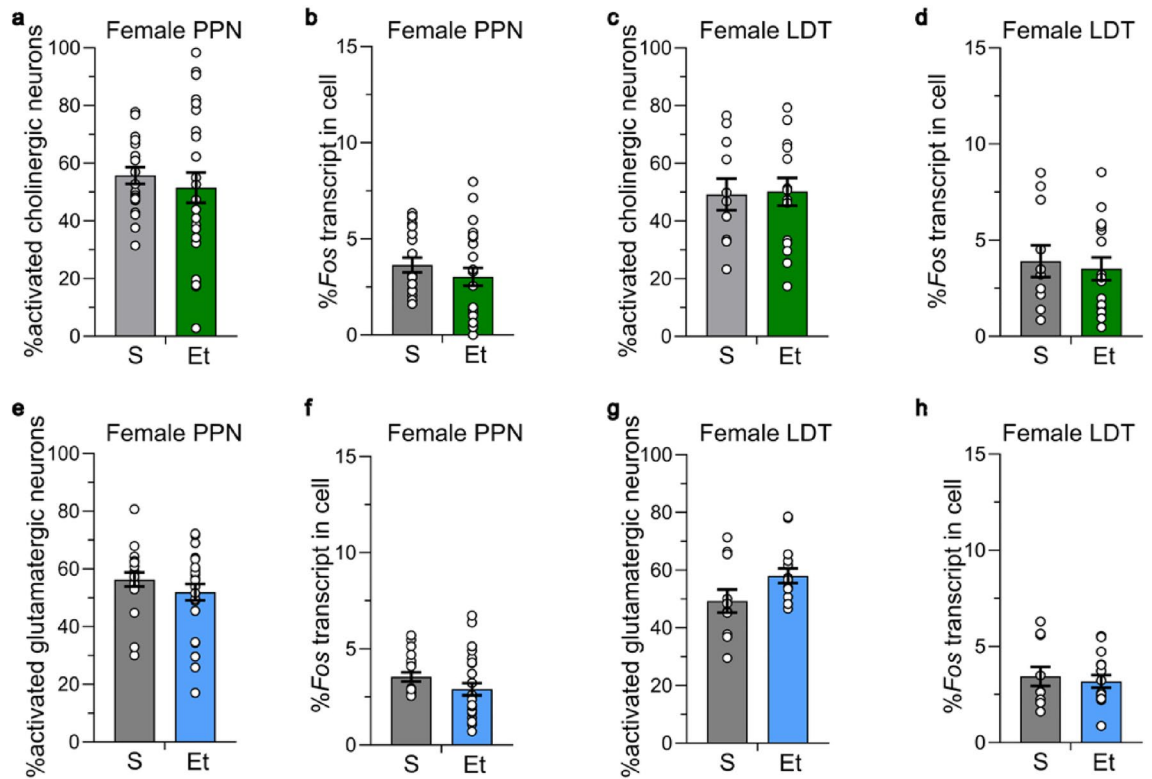 a
Female PPN
%activated cholinergic neurons
100
80
60
40
20
0
S
Et
b
Female PPN
%Fos transcript in cell
15
10
5
0
S
Et
c
Female LDT
%activated cholinergic neurons
100
80
60
40
20
0
S
Et
d
Female LDT
%Fos transcript in cell
15
10
5
0
S
Et
e
Female PPN
%activated glutamatergic neurons
100
80
60
40
20
0
S
Et
f
Female PPN
%Fos transcript in cell
15
10
5
0
S
Et
g
Female LDT
%activated glutamatergic neurons
100
80
60
40
20
0
S
Et
h
Female LDT
%Fos transcript in cell
15
10
5
0
S
Et